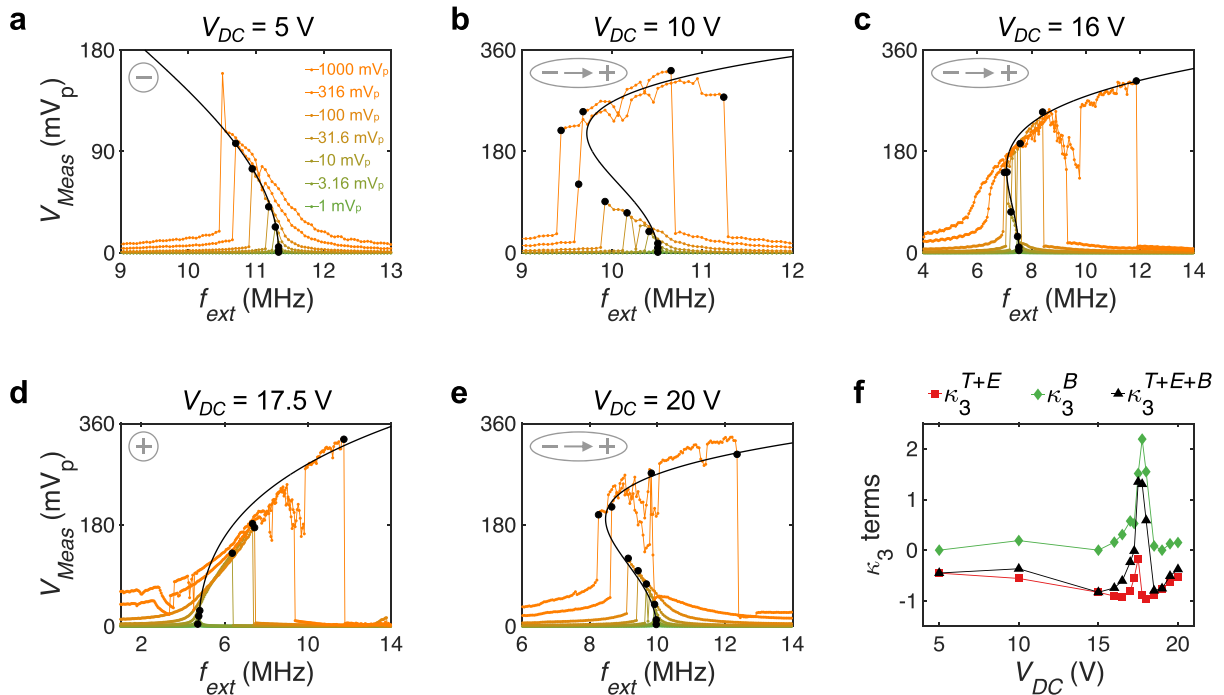 a
V_DC = 5 V
180
90
0
V_Meas (mV_p)
−
1000 mV_p
316 mV_p
100 mV_p
31.6 mV_p
10 mV_p
3.16 mV_p
1 mV_p
9 10 11 12 13
f_ext (MHz)
b
V_DC = 10 V
360
180
0
− → +
9 10 11 12
f_ext (MHz)
c
V_DC = 16 V
360
180
0
− → +
4 6 8 10 12 14
f_ext (MHz)
d
V_DC = 17.5 V
360
180
0
V_Meas (mV_p)
+
2 4 6 8 10 12 14
f_ext (MHz)
e
V_DC = 20 V
360
180
0
− → +
6 8 10 12 14
f_ext (MHz)
f
κ_3^T+E κ_3^B κ_3^T+E+B
2
1
0
-1
κ_3 terms
5 10 15 20
V_DC (V)